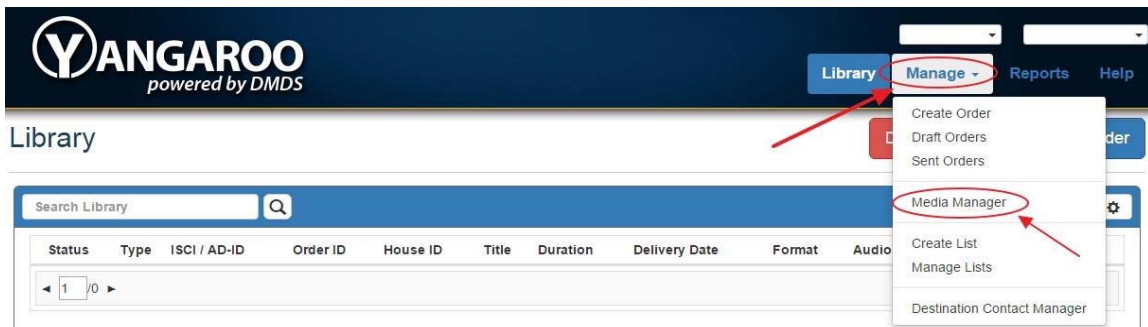 YANGAROO
powered by DMDS
Library Manage Reports Help
Create Order
Draft Orders
Sent Orders
Media Manager
Create List
Manage Lists
Destination Contact Manager
Library
Search Library
Status Type ISCI / AD-ID Order ID House ID Title Duration Delivery Date Format Audio
1 /0